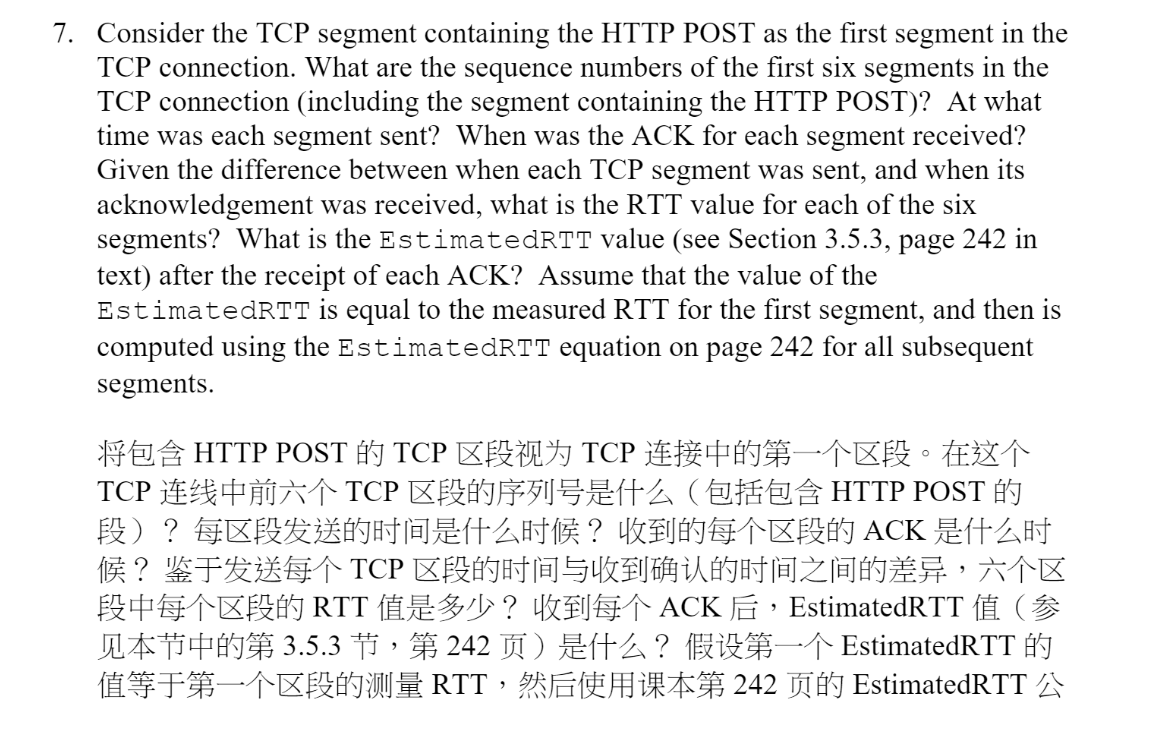 7. Consider the TCP segment containing the HTTP POST as the first segment in the
TCP connection. What are the sequence numbers of the first six segments in the
TCP connection (including the segment containing the HTTP POST)? At what
time was each segment sent? When was the ACK for each segment received?
Given the difference between when each TCP segment was sent, and when its
acknowledgement was received, what is the RTT value for each of the six
segments? What is the EstimatedRTT value (see Section 3.5.3, page 242 in
text) after the receipt of each ACK? Assume that the value of the
EstimatedRTT is equal to the measured RTT for the first segment, and then is
computed using the EstimatedRTT equation on page 242 for all subsequent
segments.
将包含 HTTP POST 的 TCP 区段视为 TCP 连接中的第一个区段。在这个
TCP 连线中前六个 TCP 区段的序列号是什么（包括包含 HTTP POST 的
段）？ 每区段发送的时间是什么时候？ 收到的每个区段的 ACK 是什么时
候？ 鉴于发送每个 TCP 区段的时间与收到确认的时间之间的差异，六个区
段中每个区段的 RTT 值是多少？ 收到每个 ACK 后，EstimatedRTT 值（参
见本节中的第 3.5.3 节，第 242 页）是什么？ 假设第一个 EstimatedRTT 的
值等于第一个区段的测量 RTT，然后使用课本第 242 页的 EstimatedRTT 公